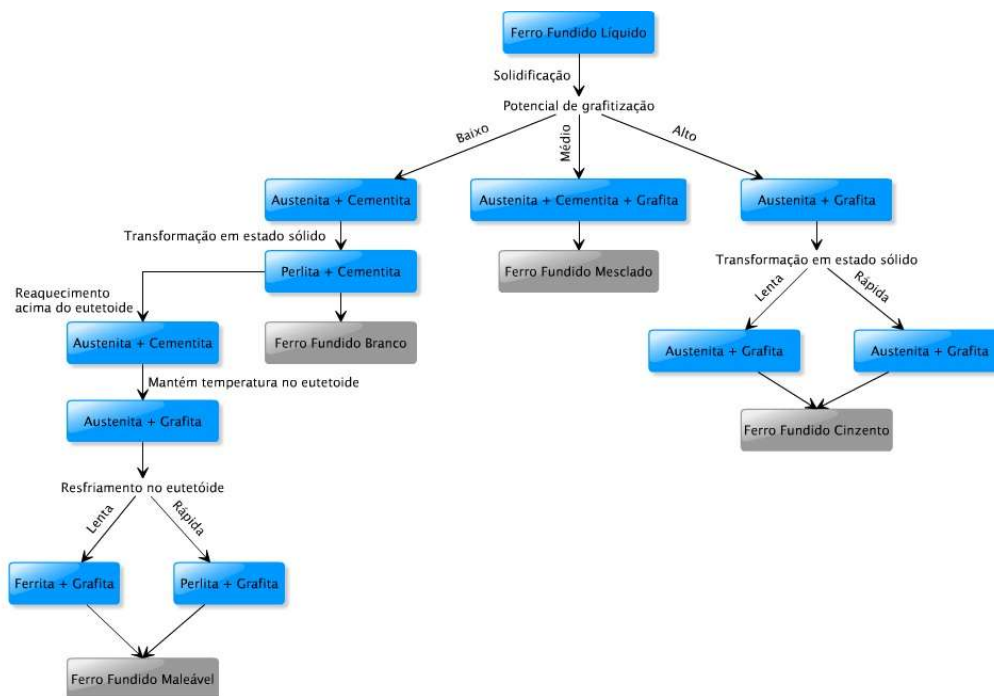 Ferro Fundido Líquido
Solidificação
Potencial de grafitização
Baixo
Médio
Alto
Austenita + Cementita
Austenita + Cementita + Grafita
Austenita + Grafita
Transformação em estado sólido
Transformação em estado sólido
Perlita + Cementita
Ferro Fundido Mesclado
Lenta
Rápida
Reaquecimento
acima do eutetoide
Austenita + Cementita
Ferro Fundido Branco
Austenita + Grafita
Austenita + Grafita
Mantém temperatura no eutetoide
Austenita + Grafita
Ferro Fundido Cinzento
Resfriamento no eutetóide
Lenta
Rápida
Ferrita + Grafita
Perlita + Grafita
Ferro Fundido Maleável